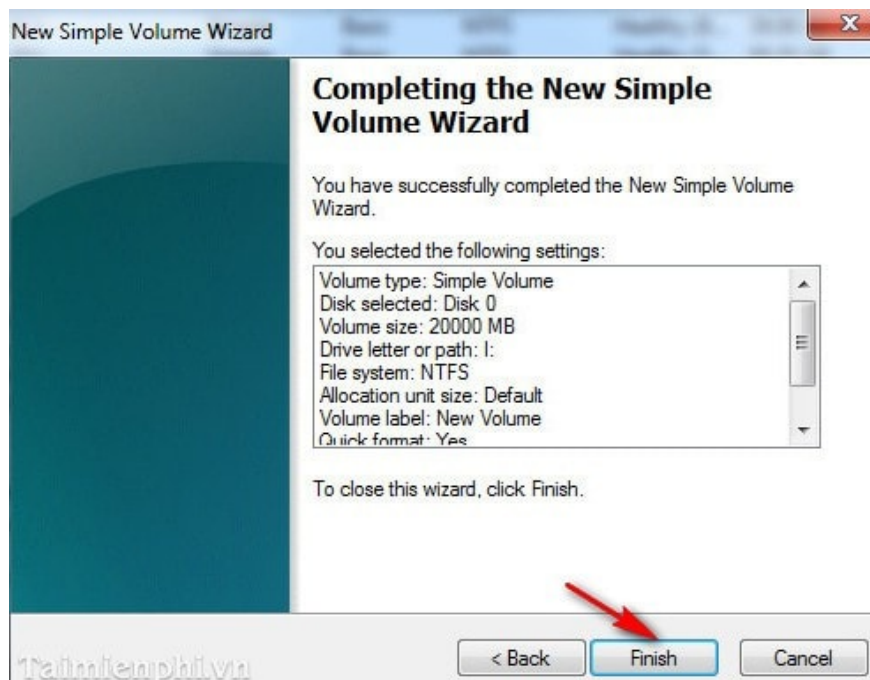 New Simple Volume Wizard
Completing the New Simple
Volume Wizard
You have successfully completed the New Simple Volume
Wizard.
You selected the following settings:
Volume type: Simple Volume
Disk selected: Disk 0
Volume size: 20000 MB
Drive letter or path: I:
File system: NTFS
Allocation unit size: Default
Volume label: New Volume
Quick format: Yes
To close this wizard, click Finish.
Taimienphi.vn
< Back
Finish
Cancel